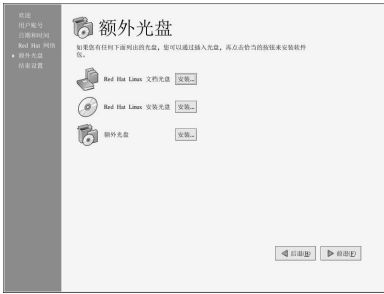 欢迎
用户账号
日期和时间
Red Hat 网络
额外光盘
结束设置
额外光盘
如果您有任何下面列出的光盘，您可以通过插入光盘，再点击恰当的按钮来安装软件
包。
Red Hat Linux 文档光盘 安装...
Red Hat Linux 安装光盘 安装...
额外光盘 安装...
后退(B) 前进(F)